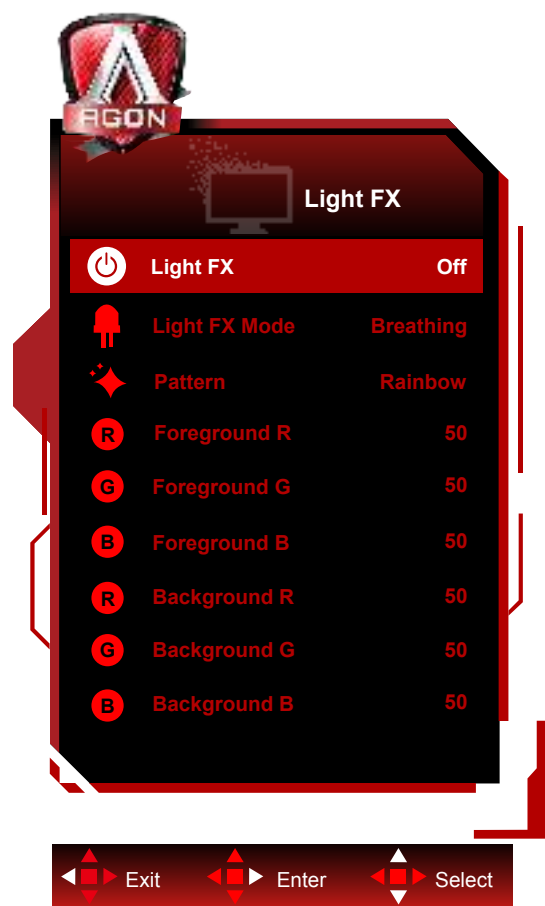 AGON
Light FX
Light FX Off
Light FX Mode Breathing
Pattern Rainbow
R Foreground R 50
G Foreground G 50
B Foreground B 50
R Background R 50
G Background G 50
B Background B 50
Exit Enter Select